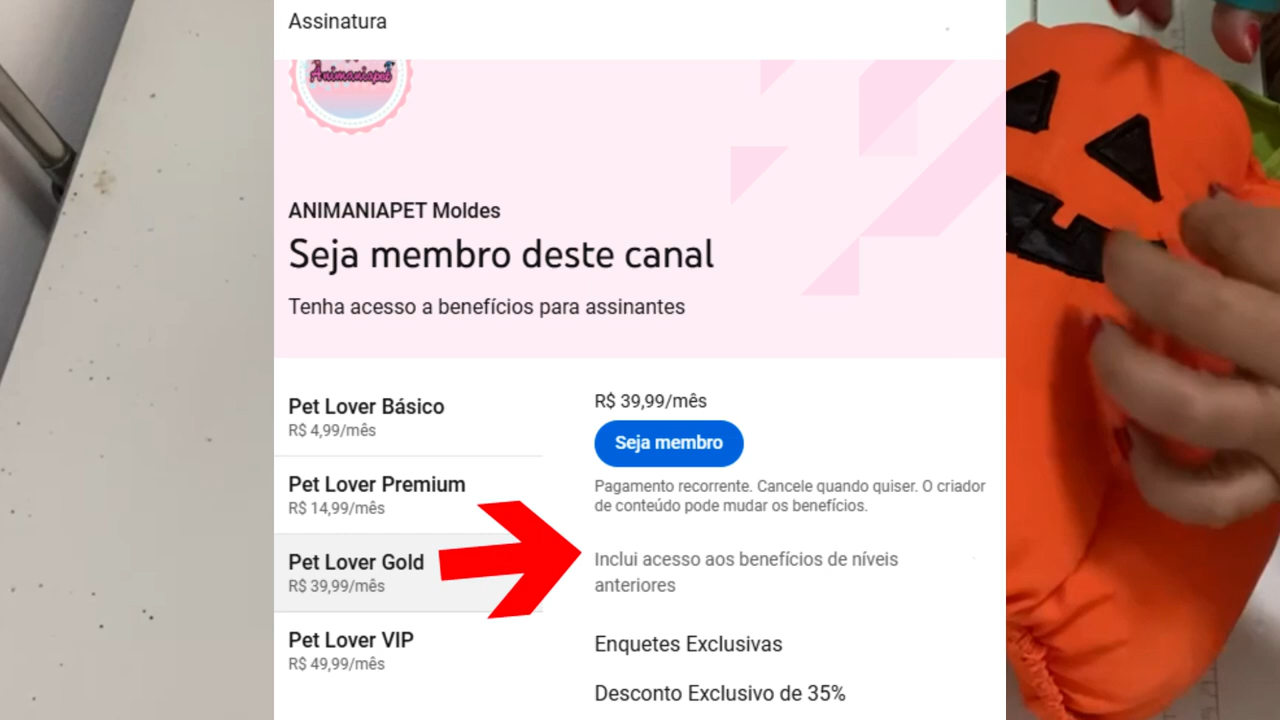 Assinatura
Animaniapet
ANIMANIAPET Moldes
Seja membro deste canal
Tenha acesso a benefícios para assinantes
Pet Lover Básico
R$ 4,99/mês
Pet Lover Premium
R$ 14,99/mês
Pet Lover Gold
R$ 39,99/mês
Pet Lover VIP
R$ 49,99/mês
R$ 39,99/mês
Seja membro
Pagamento recorrente. Cancele quando quiser. O criador
de conteúdo pode mudar os benefícios.
Inclui acesso aos benefícios de níveis
anteriores
Enquetes Exclusivas
Desconto Exclusivo de 35%